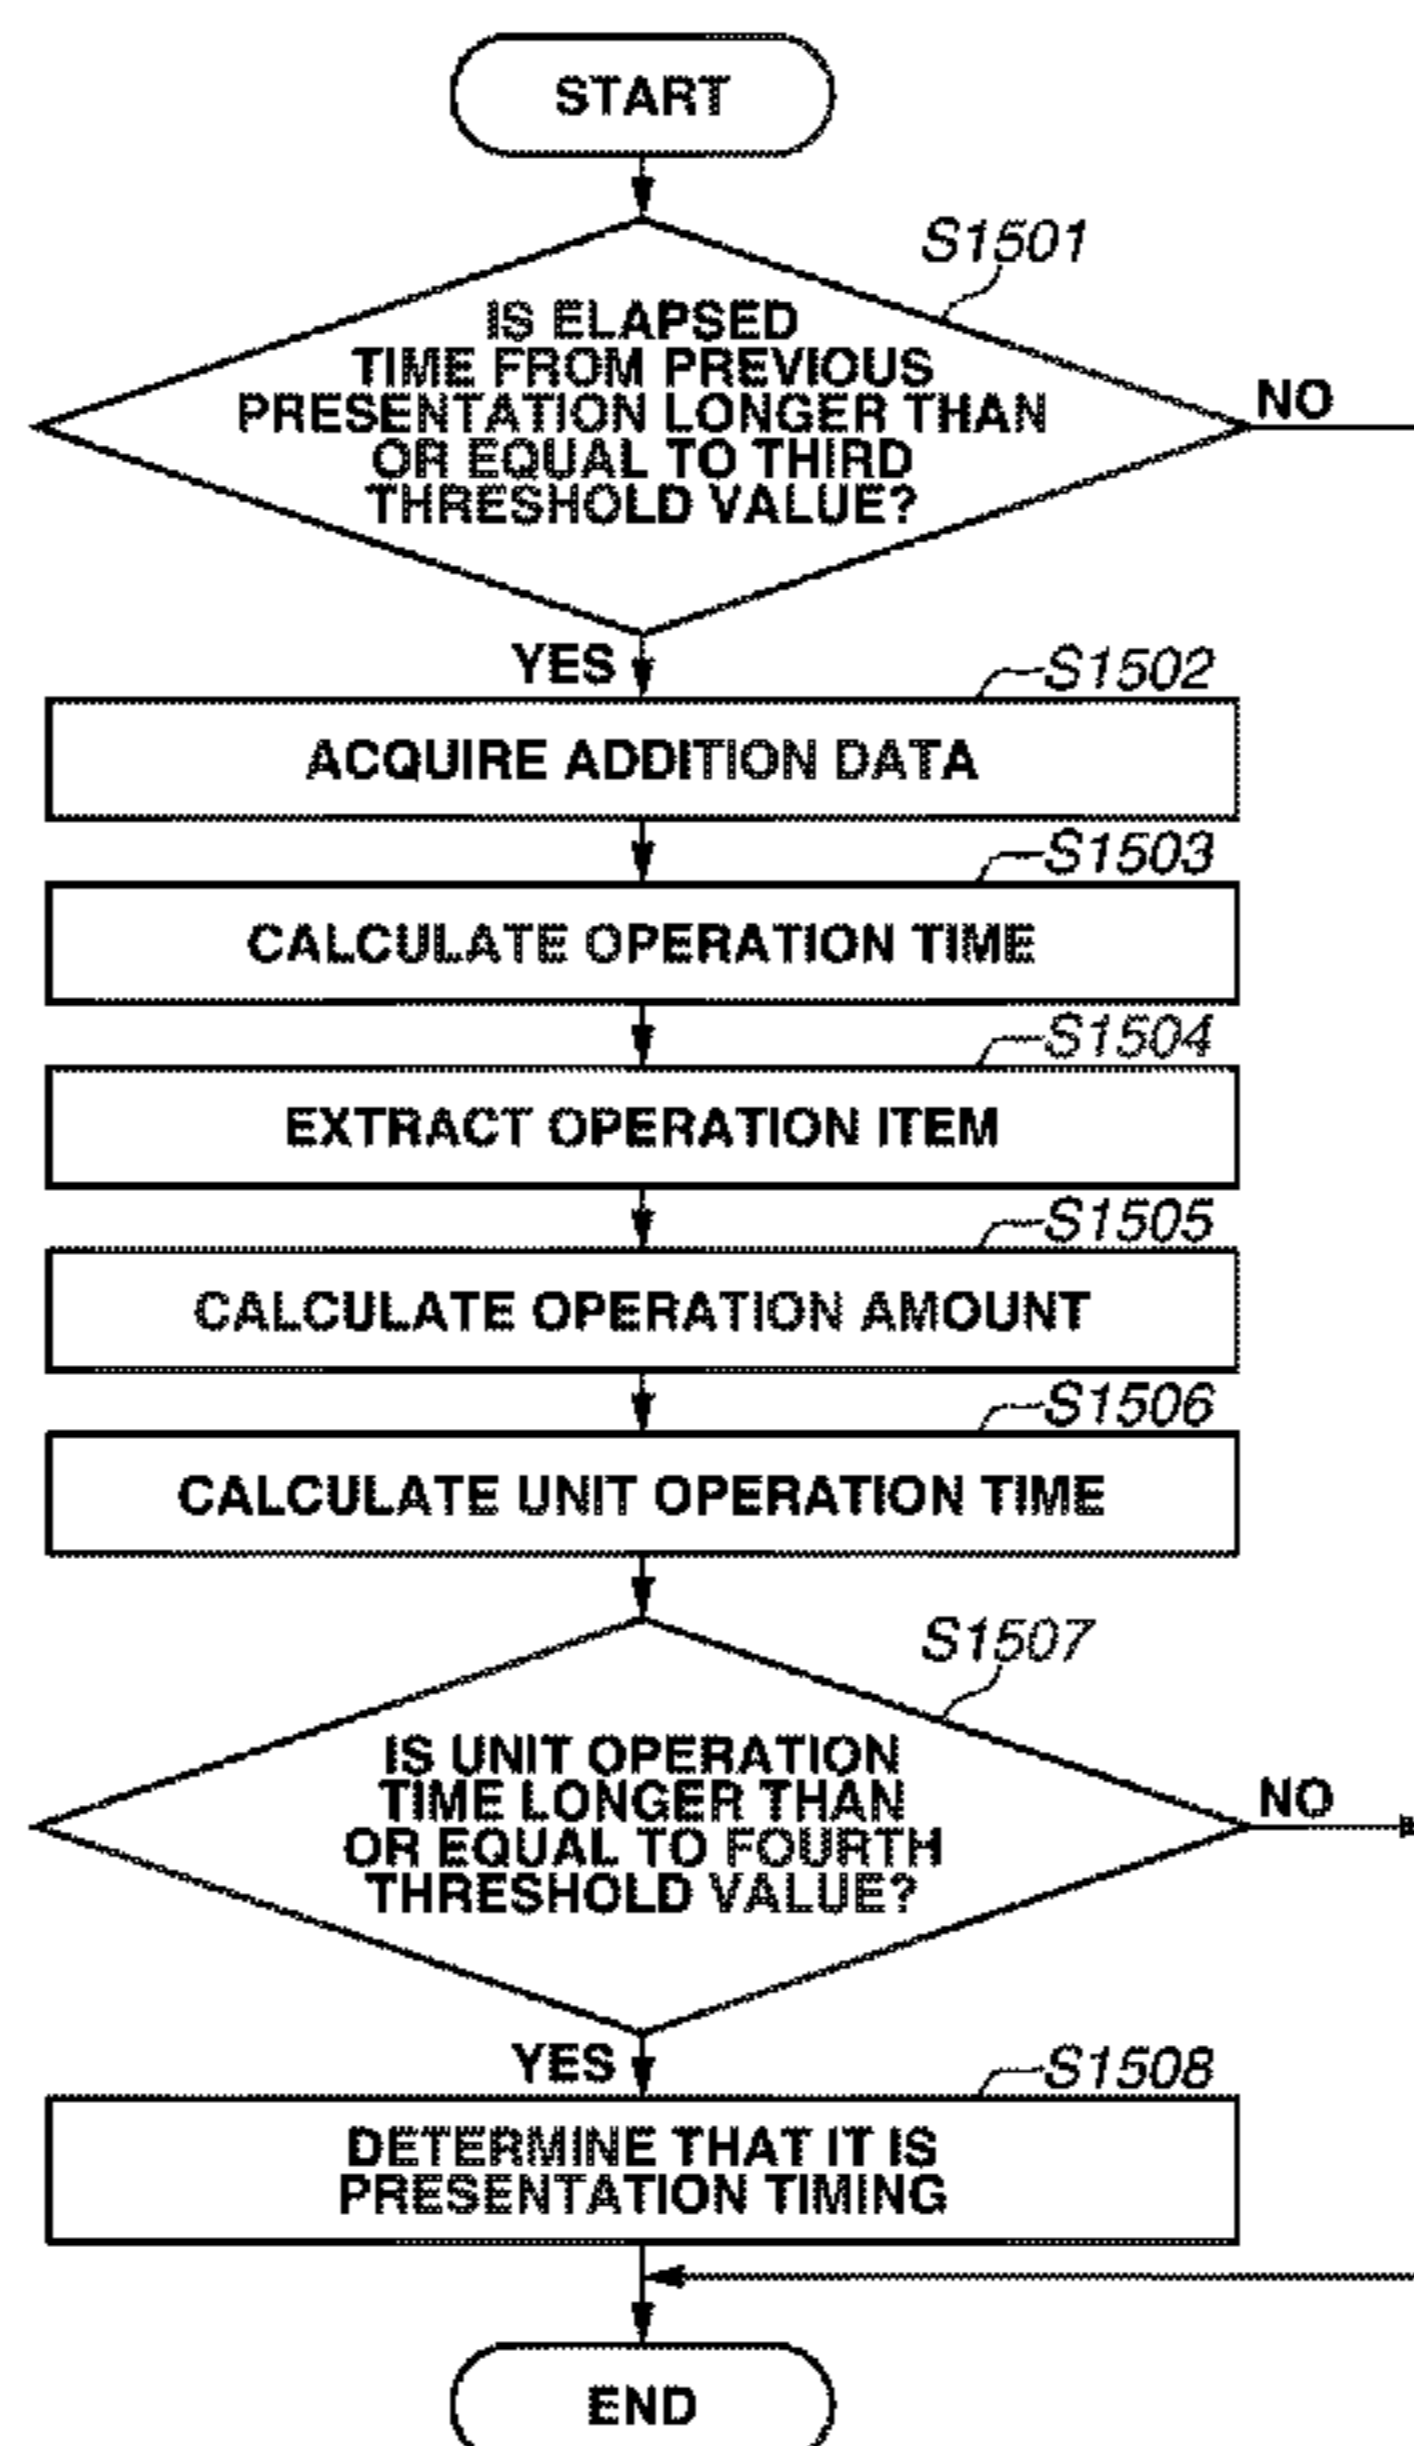 START
S1501
IS ELAPSED
TIME FROM PREVIOUS
PRESENTATION LONGER THAN
OR EQUAL TO THIRD
THRESHOLD VALUE?
NO
YES
S1502
ACQUIRE ADDITION DATA
S1503
CALCULATE OPERATION TIME
S1504
EXTRACT OPERATION ITEM
S1505
CALCULATE OPERATION AMOUNT
S1506
CALCULATE UNIT OPERATION TIME
S1507
IS UNIT OPERATION
TIME LONGER THAN
OR EQUAL TO FOURTH
THRESHOLD VALUE?
NO
YES
S1508
DETERMINE THAT IT IS
PRESENTATION TIMING
END